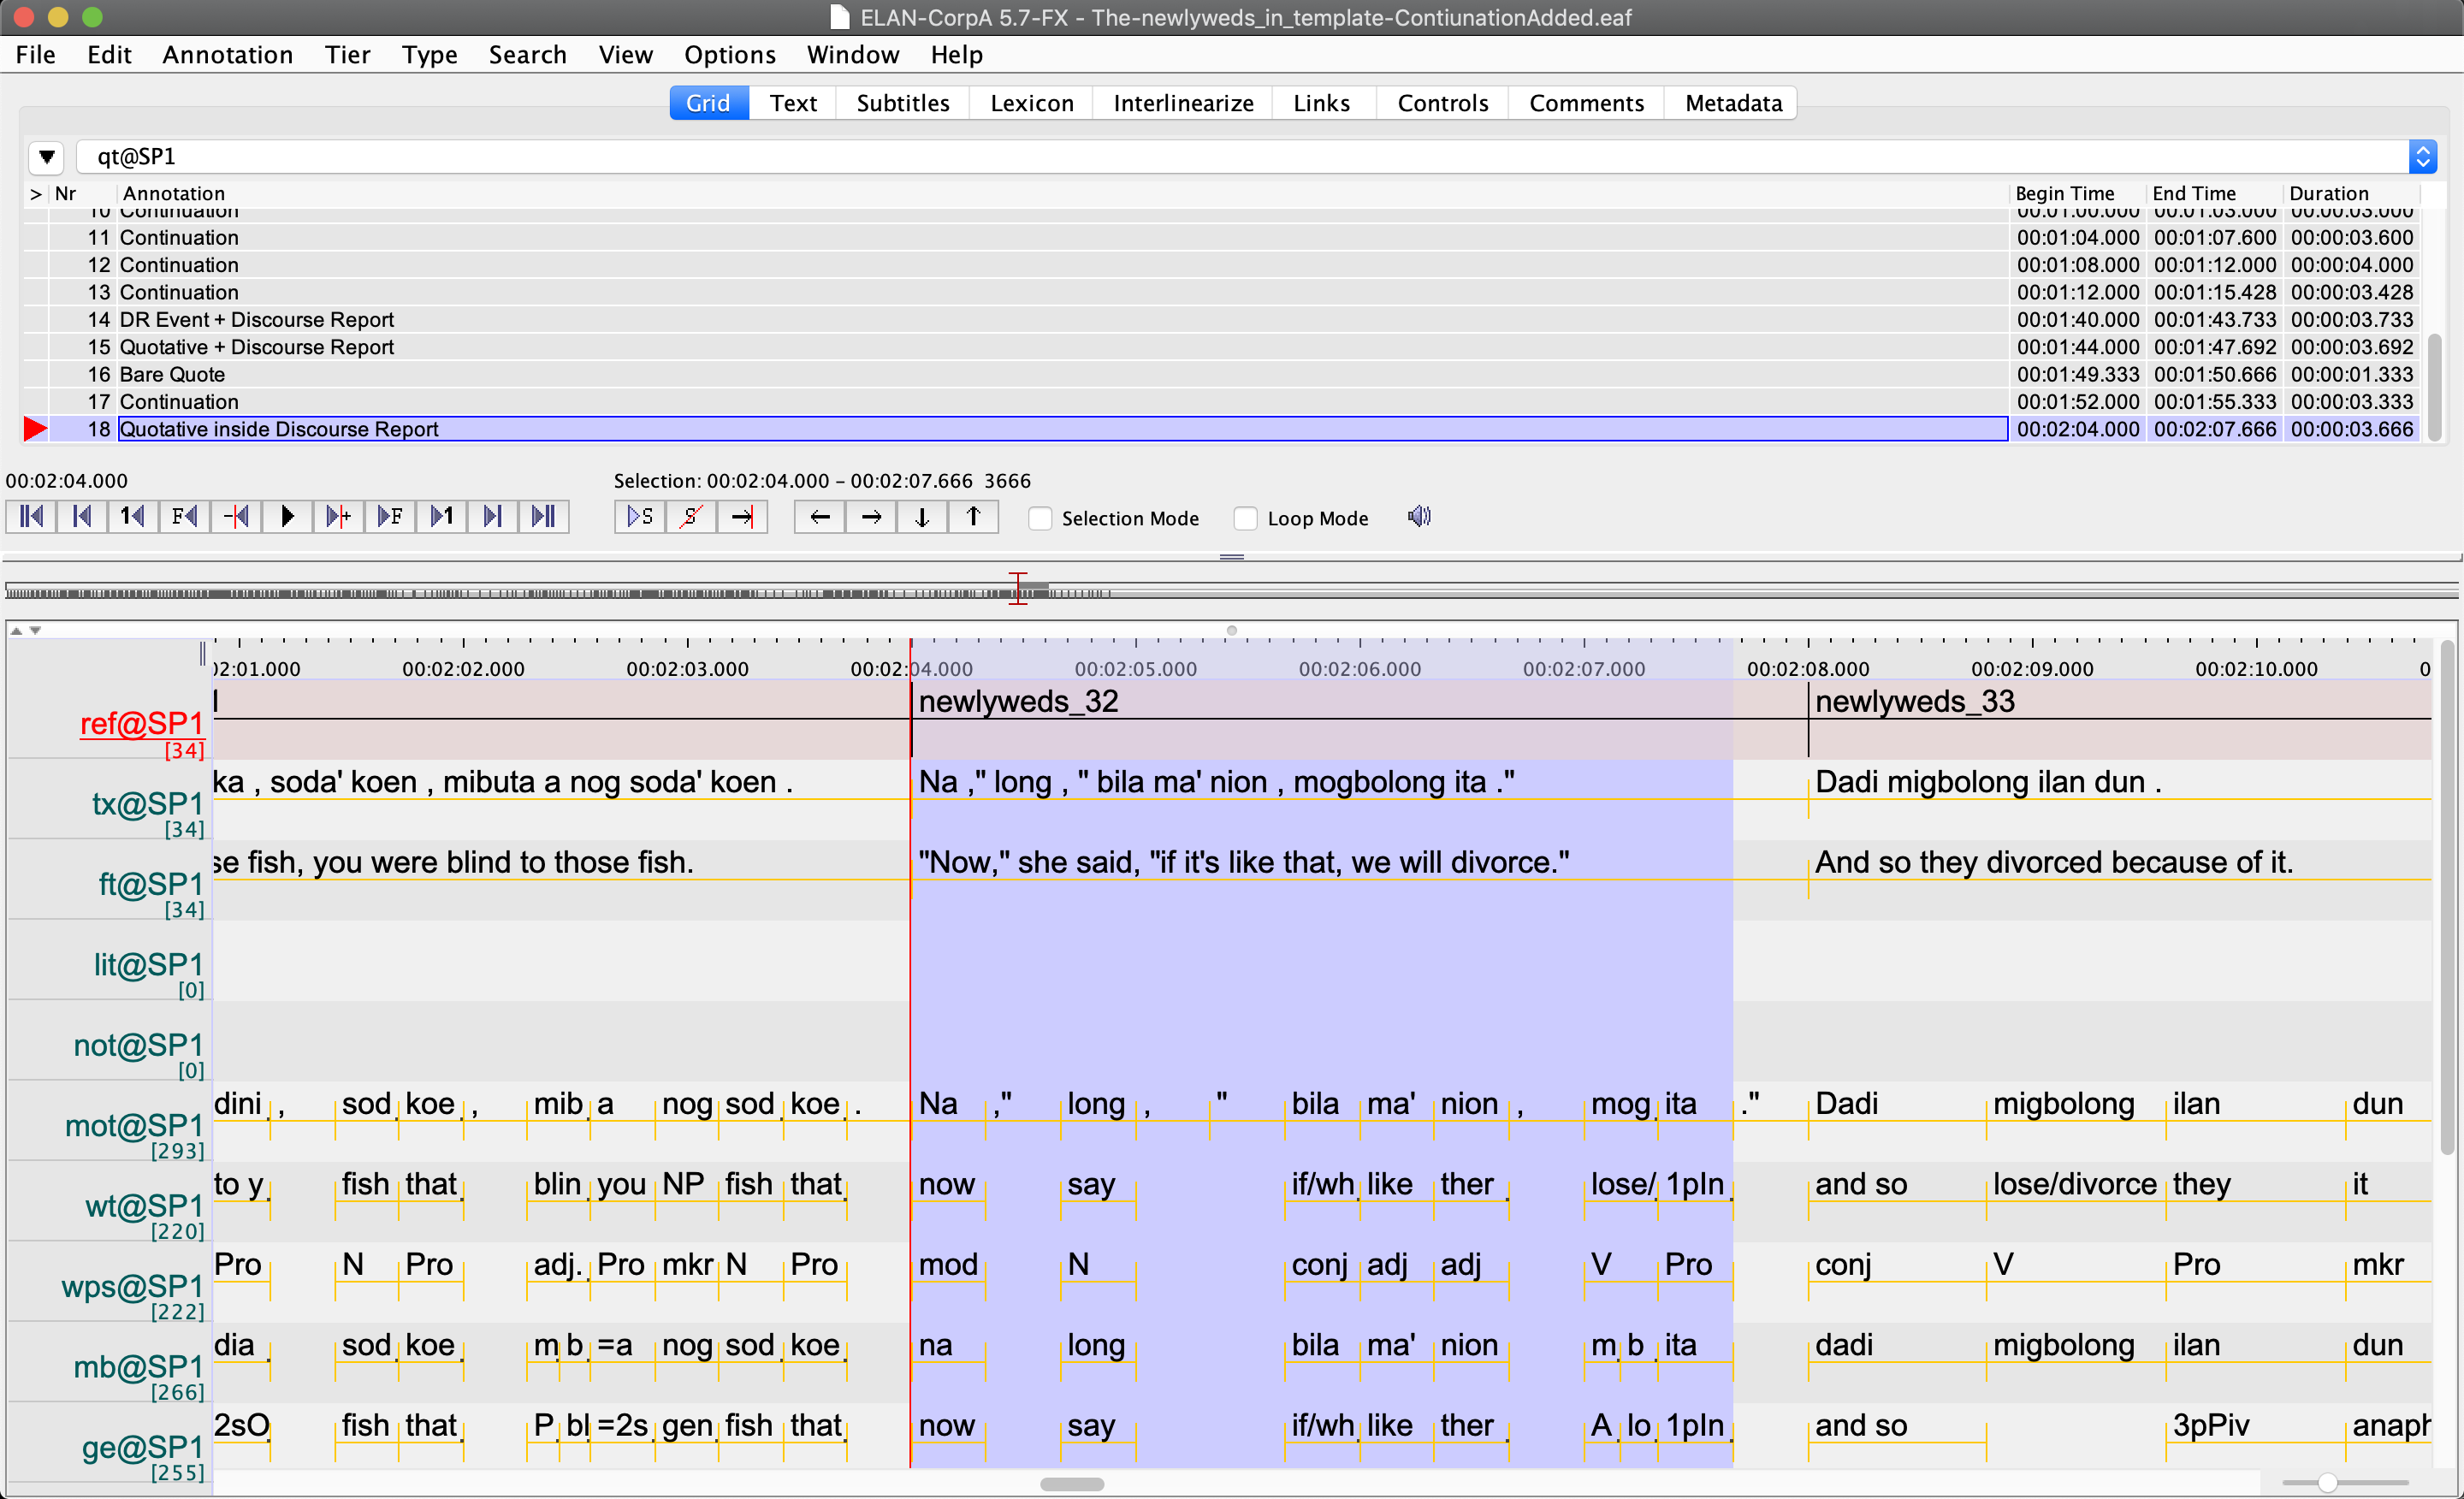 ELAN-CorpA 5.7-FX - The-newlyweds_in_template-ContiunationAdded.eaf
File Edit Annotation Tier Type Search View Options Window Help
Grid Text Subtitles Lexicon Interlinearize Links Controls Comments Metadata
qt@SP1
> Nr Annotation Begin Time End Time Duration
10 Continuation 00:01:00.000 00:01:03.000 00:00:03.000
11 Continuation 00:01:04.000 00:01:07.600 00:00:03.600
12 Continuation 00:01:08.000 00:01:12.000 00:00:04.000
13 Continuation 00:01:12.000 00:01:15.428 00:00:03.428
14 DR Event + Discourse Report 00:01:40.000 00:01:43.733 00:00:03.733
15 Quotative + Discourse Report 00:01:44.000 00:01:47.692 00:00:03.692
16 Bare Quote 00:01:49.333 00:01:50.666 00:00:01.333
17 Continuation 00:01:52.000 00:01:55.333 00:00:03.333
18 Quotative inside Discourse Report 00:02:04.000 00:02:07.666 00:00:03.666
00:02:04.000 Selection: 00:02:04.000 – 00:02:07.666 3666
1 F F 1 S S Selection Mode Loop Mode
)2:01.000 00:02:02.000 00:02:03.000 00:02:04.000 00:02:05.000 00:02:06.000 00:02:07.000 00:02:08.000 00:02:09.000 00:02:10.000 0
ref@SP1 newlyweds_32 newlyweds_33
[34]
tx@SP1 ka , soda' koen , mibuta a nog soda' koen . Na ," long , " bila ma' nion , mogbolong ita ." Dadi migbolong ilan dun .
[34]
ft@SP1 se fish, you were blind to those fish. "Now," she said, "if it's like that, we will divorce." And so they divorced because of it.
[34]
lit@SP1
[0]
not@SP1
[0]
mot@SP1 dini , sod koe , mib a nog sod koe . Na ," long , " bila ma' nion , mog ita ." Dadi migbolong ilan dun
[293]
wt@SP1 to y fish that blin you NP fish that now say if/wh like ther lose/ 1pIn and so lose/divorce they it
[220]
wps@SP1 Pro N Pro adj. Pro mkr N Pro mod N conj adj adj V Pro conj V Pro mkr
[222]
mb@SP1 dia sod koe m b =a nog sod koe na long bila ma' nion m b ita dadi migbolong ilan dun
[266]
ge@SP1 2sO fish that P bl =2s gen fish that now say if/wh like ther A lo 1pIn and so 3pPiv anaph
[255]